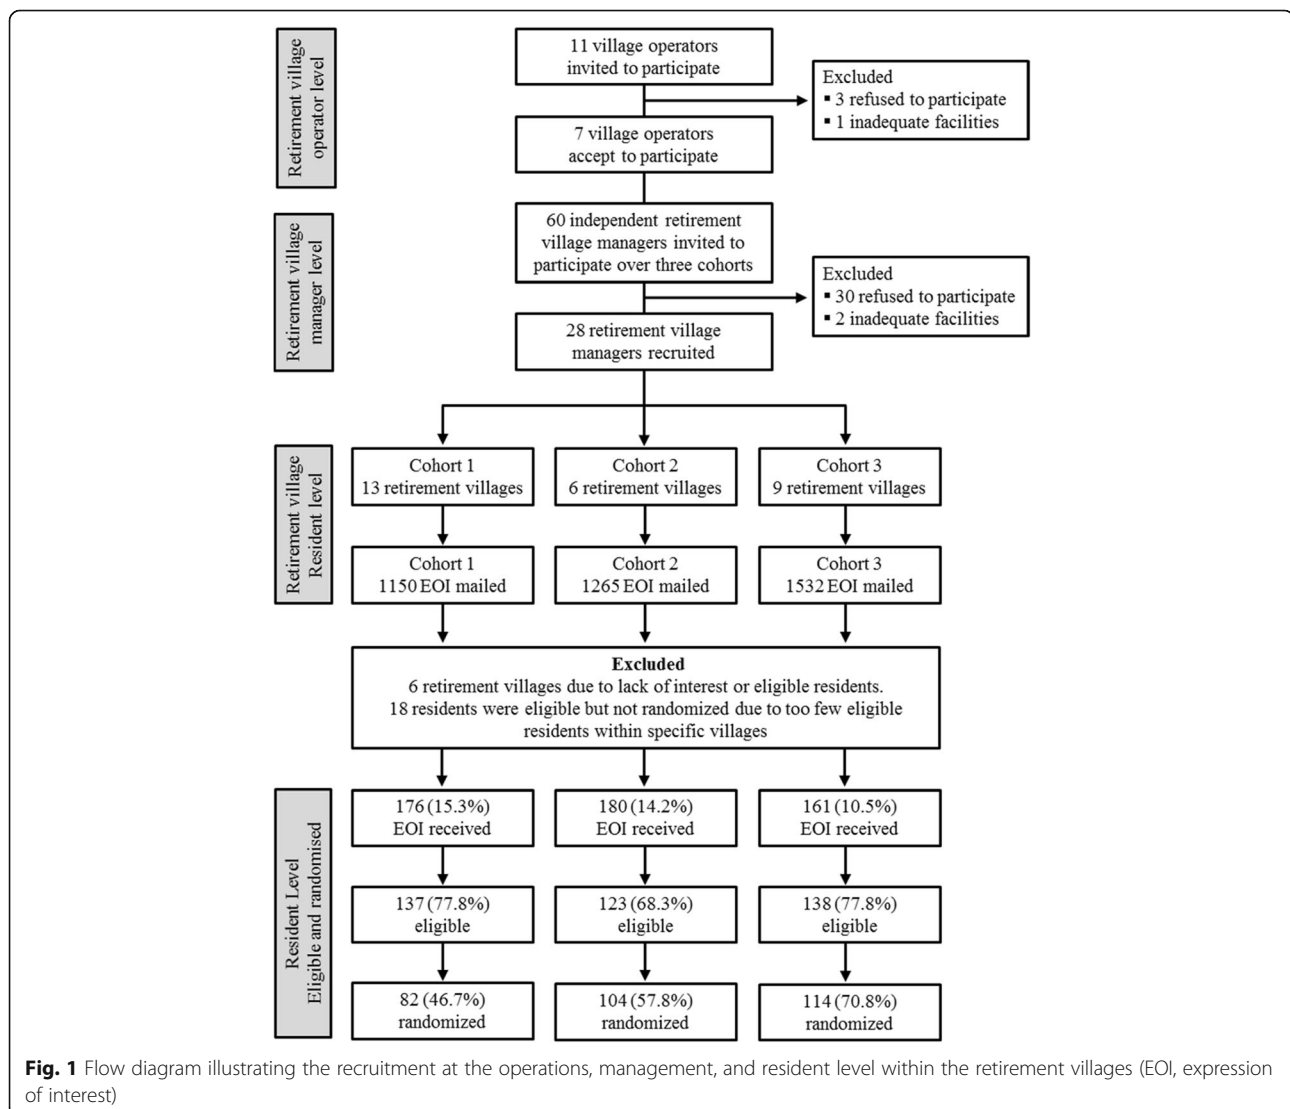 Retirement village
operator level
11 village operators
invited to participate
Excluded
▪ 3 refused to participate
▪ 1 inadequate facilities
7 village operators
accept to participate
Retirement village
manager level
60 independent retirement
village managers invited to
participate over three cohorts
Excluded
▪ 30 refused to participate
▪ 2 inadequate facilities
28 retirement village
managers recruited
Retirement village
Resident level
Cohort 1
13 retirement villages
Cohort 2
6 retirement villages
Cohort 3
9 retirement villages
Cohort 1
1150 EOI mailed
Cohort 2
1265 EOI mailed
Cohort 3
1532 EOI mailed
Excluded
6 retirement villages due to lack of interest or eligible residents.
18 residents were eligible but not randomized due to too few eligible
residents within specific villages
Resident Level
Eligible and randomised
176 (15.3%)
EOI received
180 (14.2%)
EOI received
161 (10.5%)
EOI received
137 (77.8%)
eligible
123 (68.3%)
eligible
138 (77.8%)
eligible
82 (46.7%)
randomized
104 (57.8%)
randomized
114 (70.8%)
randomized
Fig. 1 Flow diagram illustrating the recruitment at the operations, management, and resident level within the retirement villages (EOI, expression
of interest)